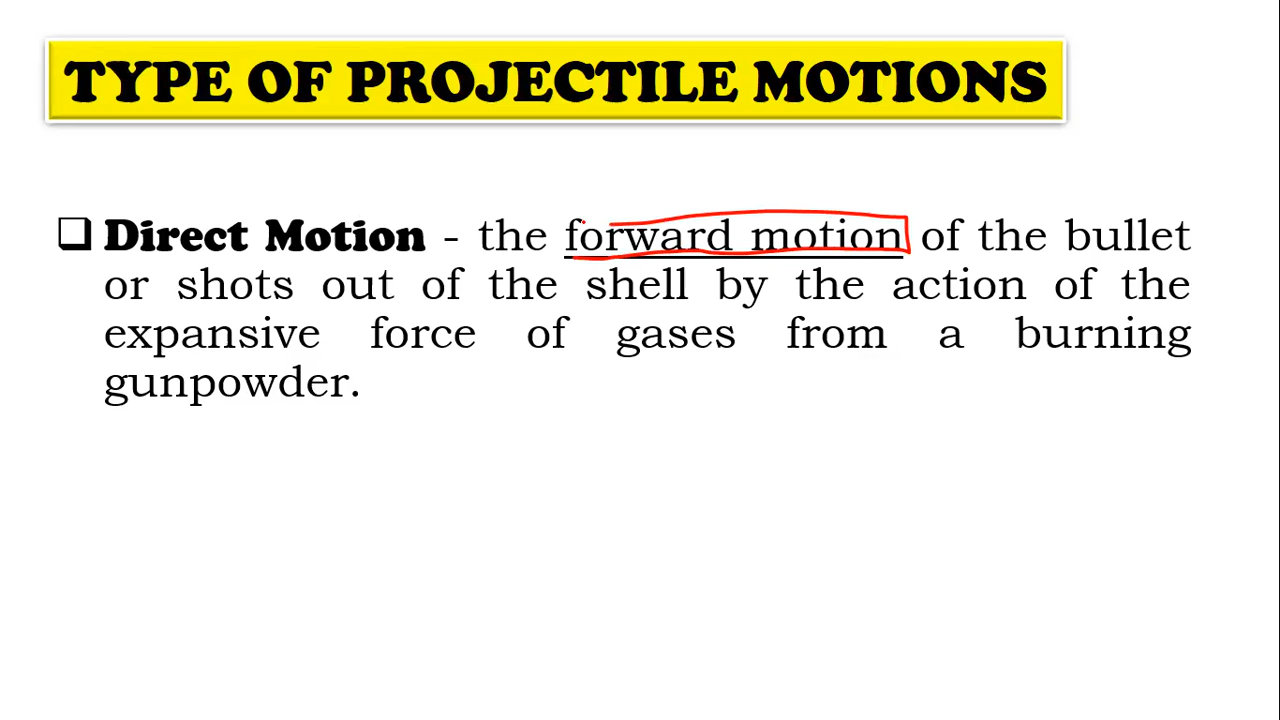 TYPE OF PROJECTILE MOTIONS
Direct Motion - the forward motion of the bullet
or shots out of the shell by the action of the
expansive force of gases from a burning
gunpowder.